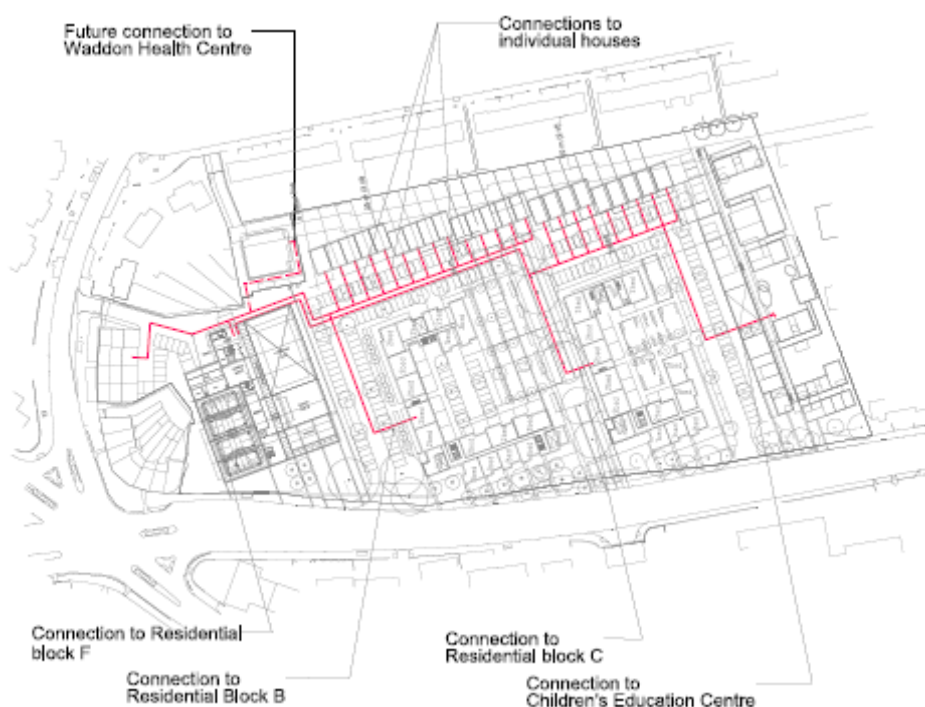 Future connection to
Waddon Health Centre
Connections to
individual houses
Connection to Residential
block F
Connection to
Residential Block B
Connection to
Residential block C
Connection to
Children's Education Centre